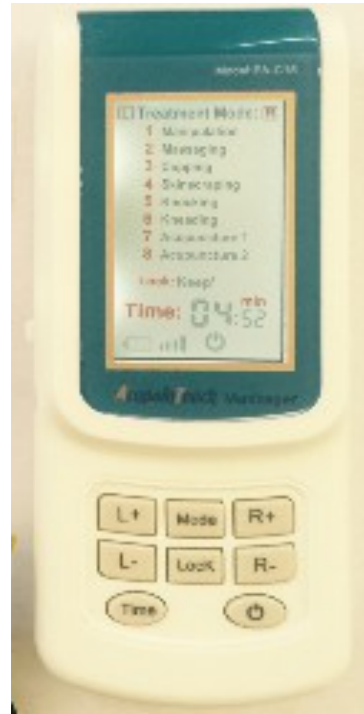 L Treatment Mode: R
1 Manipulation
2 Massaging
3 Cupping
4 Skinscraping
5 Knocking
6 Kneading
7 Acupuncture 1
8 Acupuncture 2
Lock: Keep'
Time: 04:52 min
Massager
L+ Mode R+
L- Lock R-
Time